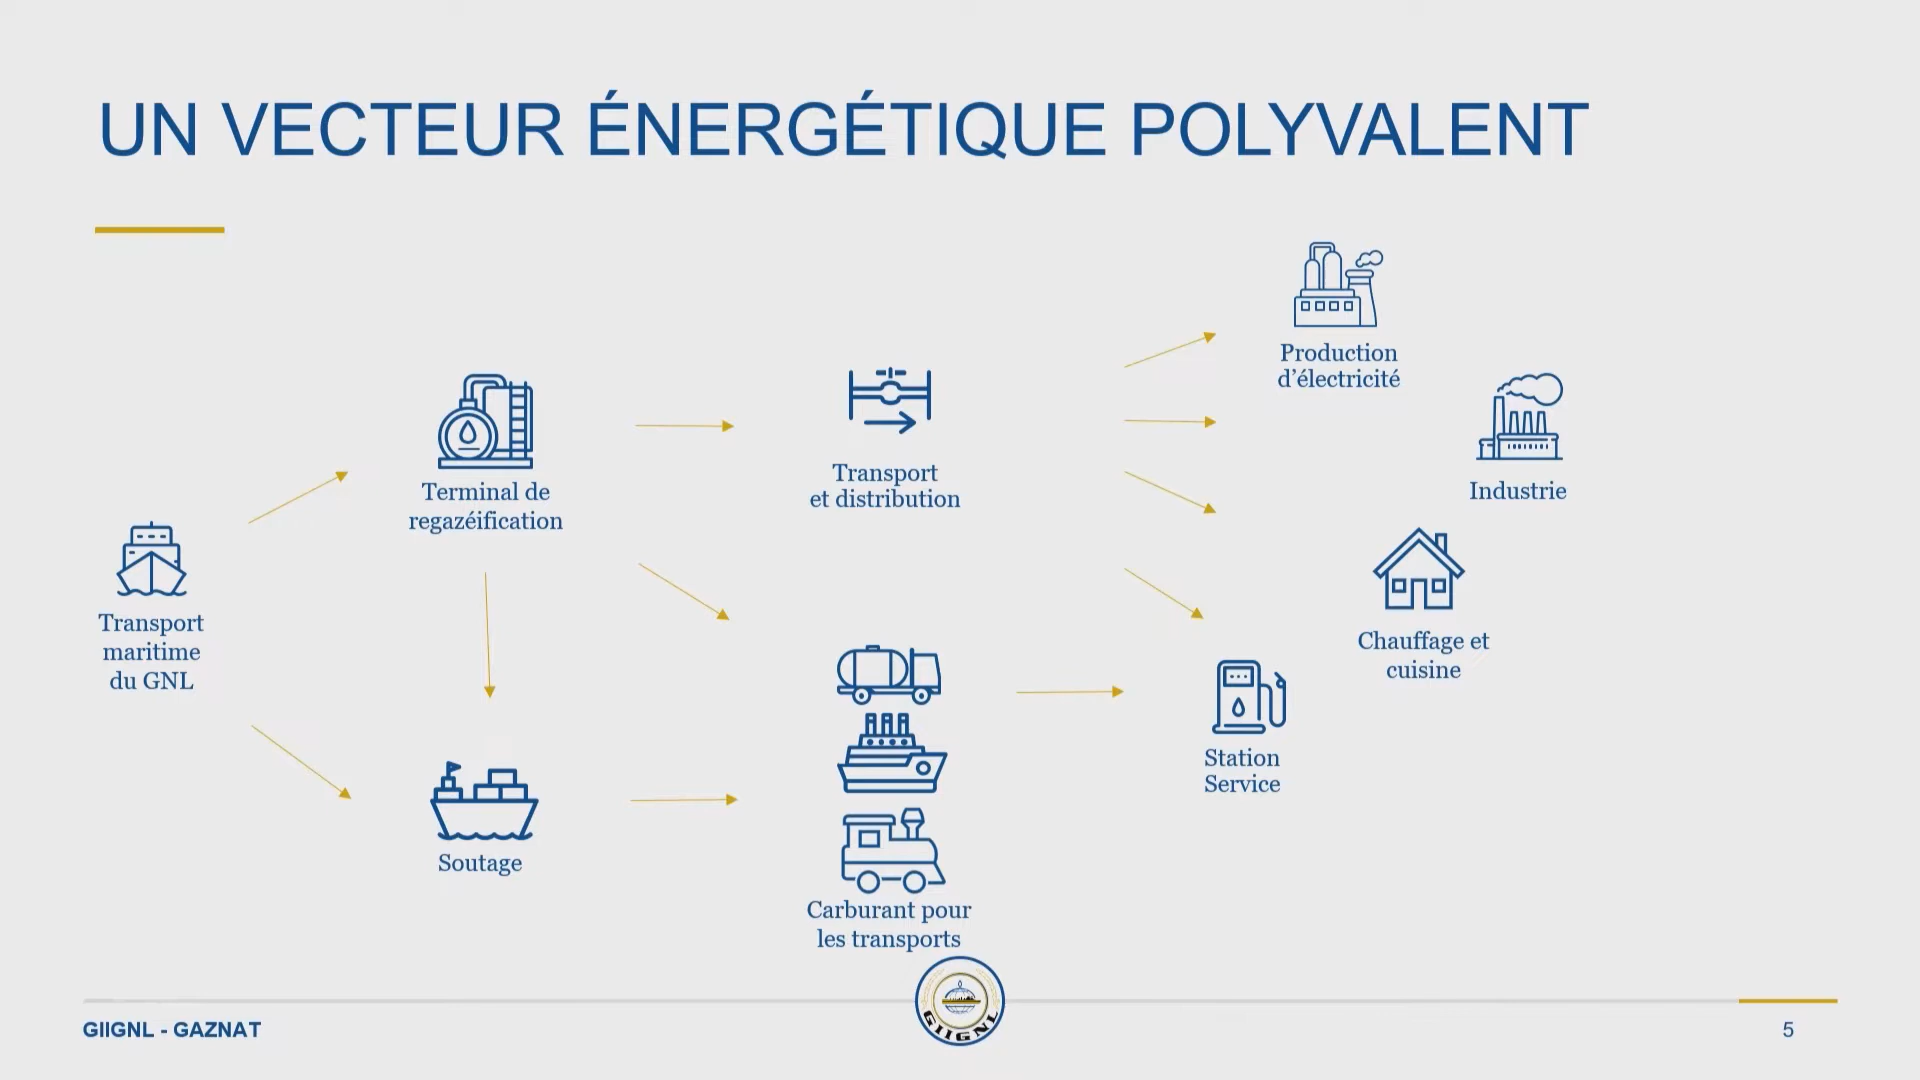 UN VECTEUR ÉNERGÉTIQUE POLYVALENT
Production
d’électricité
Industrie
Transport
et distribution
Terminal de
regazéification
Transport
maritime
du GNL
Chauffage et
cuisine
Station
Service
Soutage
Carburant pour
les transports
GIIGNL
GIIGNL - GAZNAT
5